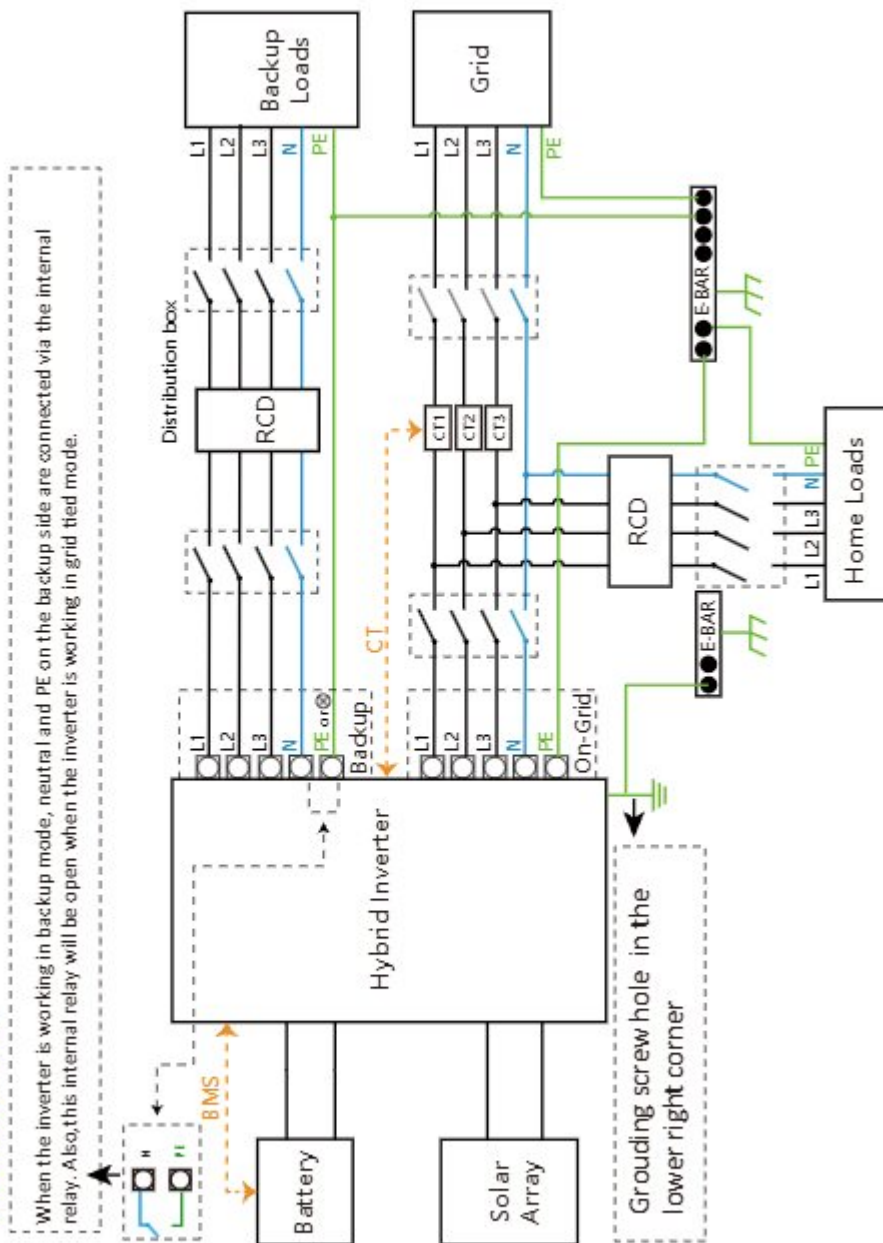 When the inverter is working in backup mode, neutral and PE on the backup side are connected via the internal
relay. Also,this internal relay will be open when the inverter is working in grid tied mode.
N
PE
BMS
Battery
Solar
Array
Hybrid Inverter
L1
L2
L3
N
PE
or⊗
Backup
CT
L1
L2
L3
N
PE
On-Grid
Distribution box
RCD
L1
L2
L3
N
PE
Backup
Loads
CT1
CT2
CT3
L1
L2
L3
N
PE
Grid
E-BAR
RCD
L1
L2
L3
N
PE
Home Loads
E-BAR
Grouding screw hole in the
lower right corner